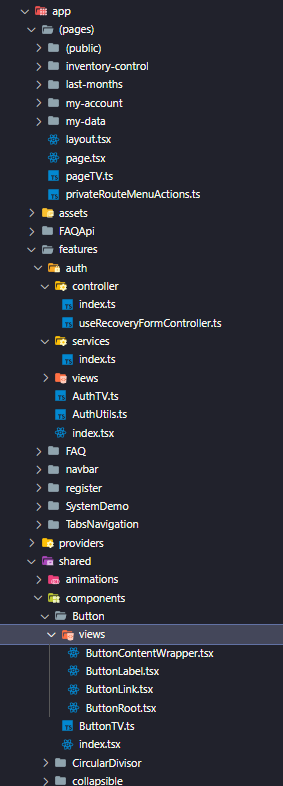 app
(pages)
(public)
inventory-control
last-months
my-account
my-data
layout.tsx
page.tsx
pageTV.ts
privateRouteMenuActions.ts
assets
FAQApi
features
auth
controller
index.ts
useRecoveryFormController.ts
services
index.ts
views
AuthTV.ts
AuthUtils.ts
index.tsx
FAQ
navbar
register
SystemDemo
TabsNavigation
providers
shared
animations
components
Button
views
ButtonContentWrapper.tsx
ButtonLabel.tsx
ButtonLink.tsx
ButtonRoot.tsx
ButtonTV.ts
index.tsx
CircularDivisor
collapsible